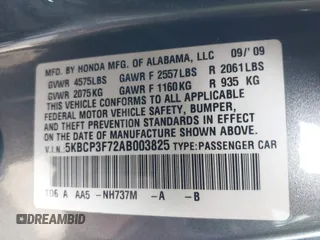 MFD. BY HONDA MFG. OF ALABAMA, LLC 09/'09
GVWR 4575LBS GAWR F 2557LBS R 2061LBS
GVWR 2075KG GAWR F 1160KG R 935 KG
THIS VEHICLE CONFORMS TO ALL APPLICABLE
FEDERAL MOTOR VEHICLE SAFETY, BUMPER,
AND THEFT PREVENTION STANDARDS IN EFFECT
ON THE DATE OF MANUFACTURE SHOWN ABOVE.
V.I.N.: 5KBCP3F72AB003825 TYPE: PASSENGER CAR
TD6 A AA5 -NH737M -A -B
DREAMBID.COM